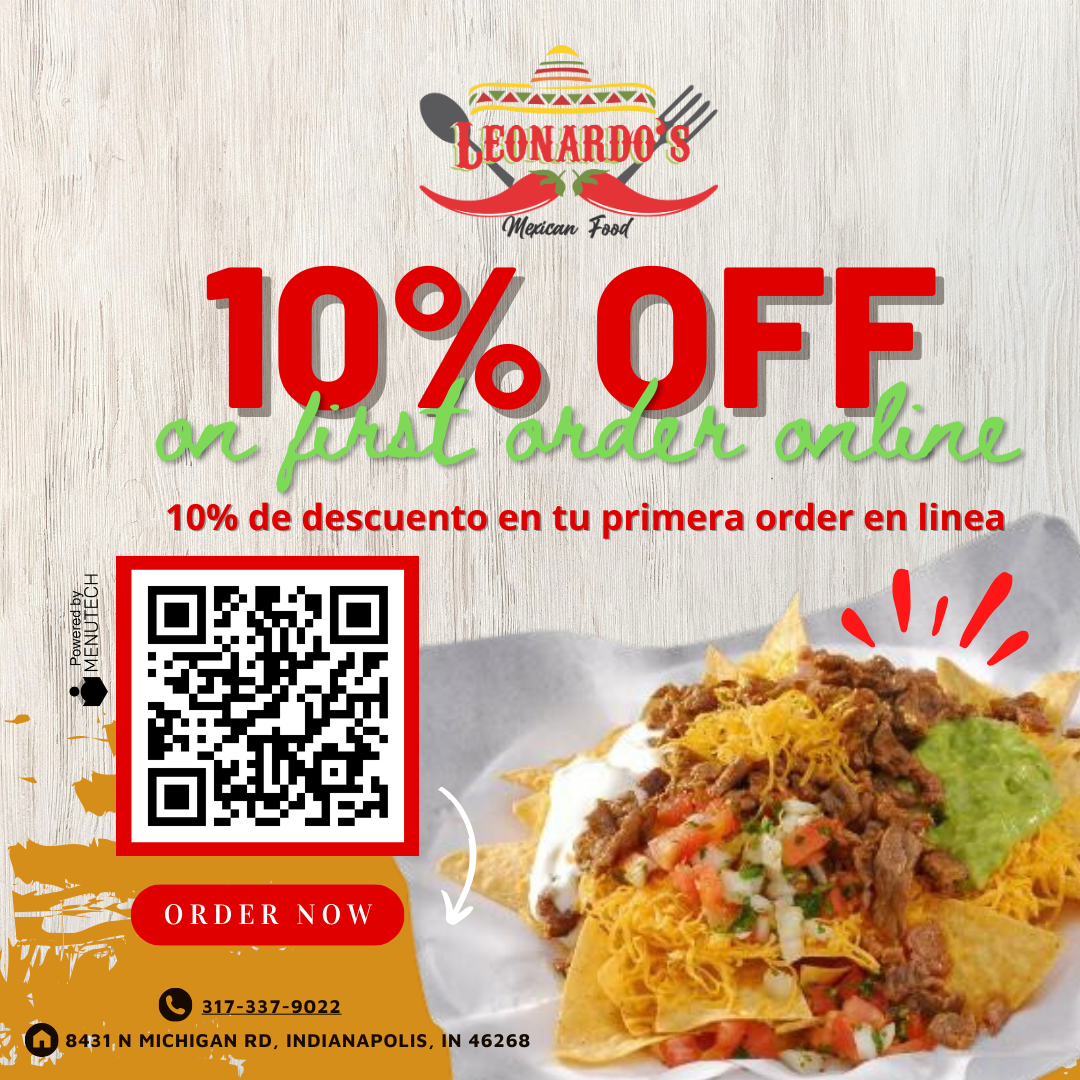 LEONARDO'S
Mexican Food
10% OFF
on first order online
10% de descuento en tu primera order en linea
Powered by
MENUTECH
ORDER NOW
317-337-9022
8431 N MICHIGAN RD, INDIANAPOLIS, IN 46268